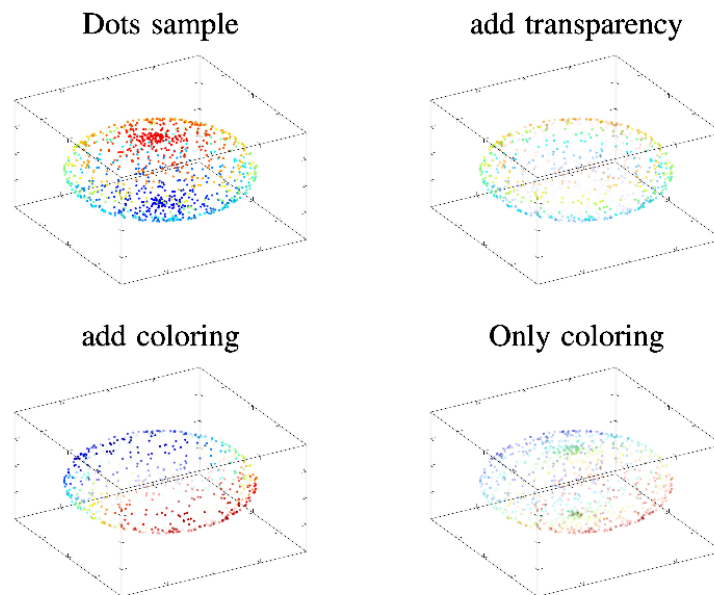 Dots sample
add transparency
add coloring
Only coloring